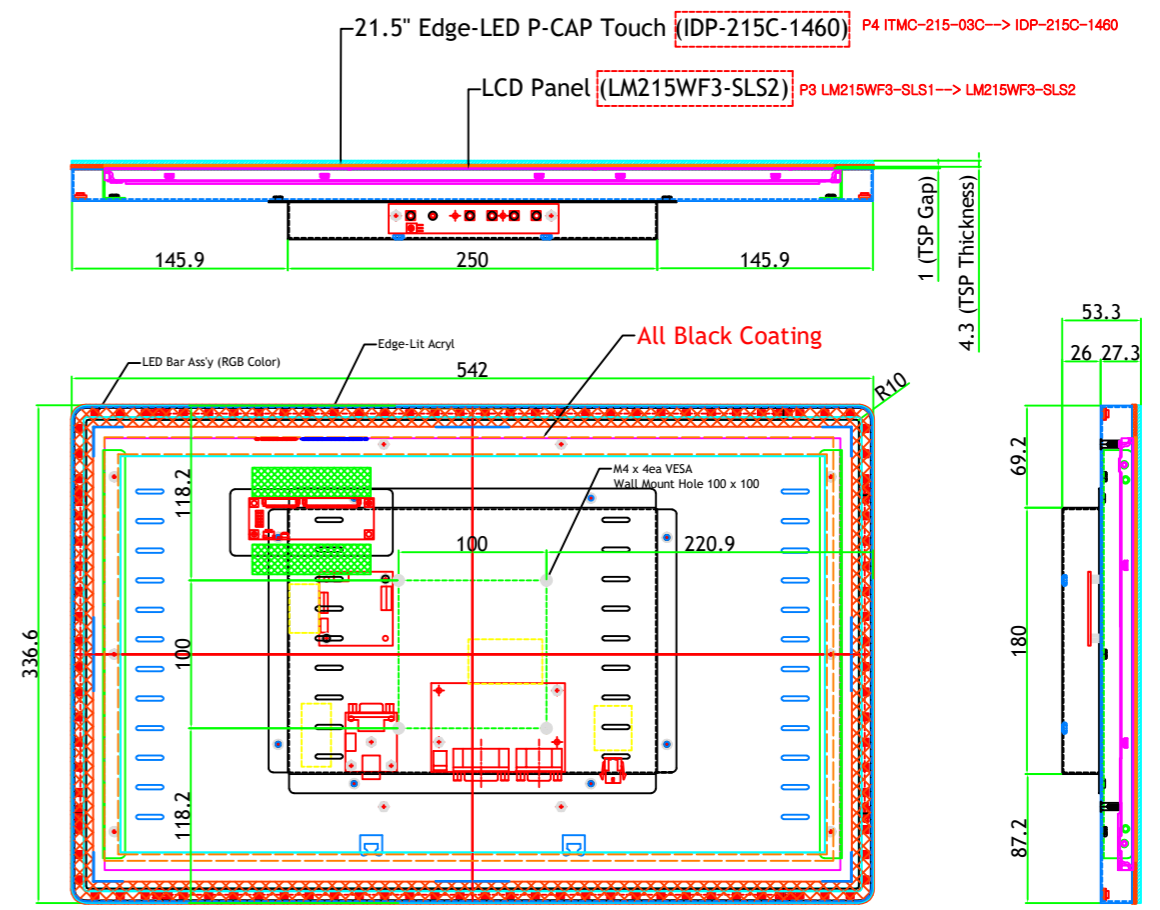 21.5" Edge-LED P-CAP Touch (IDP-215C-1460) P4 ITMC-215-03C--> IDP-215C-1460
LCD Panel (LM215WF3-SLS2) P3 LM215WF3-SLS1--> LM215WF3-SLS2
145.9
250
145.9
1 (TSP Gap)
4.3 (TSP Thickness)
53.3
26
27.3
LED Bar Ass'y (RGB Color)
Edge-Lit Acryl
All Black Coating
542
R10
M4 x 4ea VESA
Wall Mount Hole 100 x 100
118.2
100
220.9
336.6
100
118.2
69.2
180
87.2